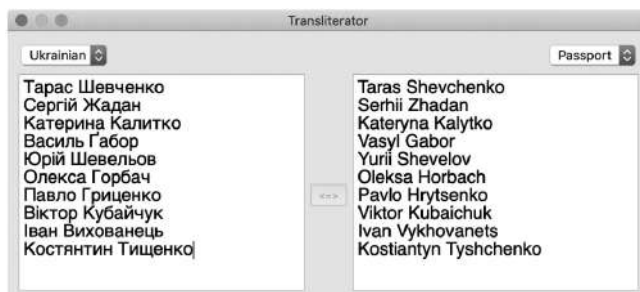 Transliterator
Ukrainian
Passport
Тарас Шевченко
Сергій Жадан
Катерина Калитко
Василь Ґабор
Юрій Шевельов
Олекса Горбач
Павло Гриценко
Віктор Кубайчук
Іван Вихованець
Костянтин Тищенко
<=>
Taras Shevchenko
Serhii Zhadan
Kateryna Kalytko
Vasyl Gabor
Yurii Shevelov
Oleksa Horbach
Pavlo Hrytsenko
Viktor Kubaichuk
Ivan Vykhovanets
Kostiantyn Tyshchenko